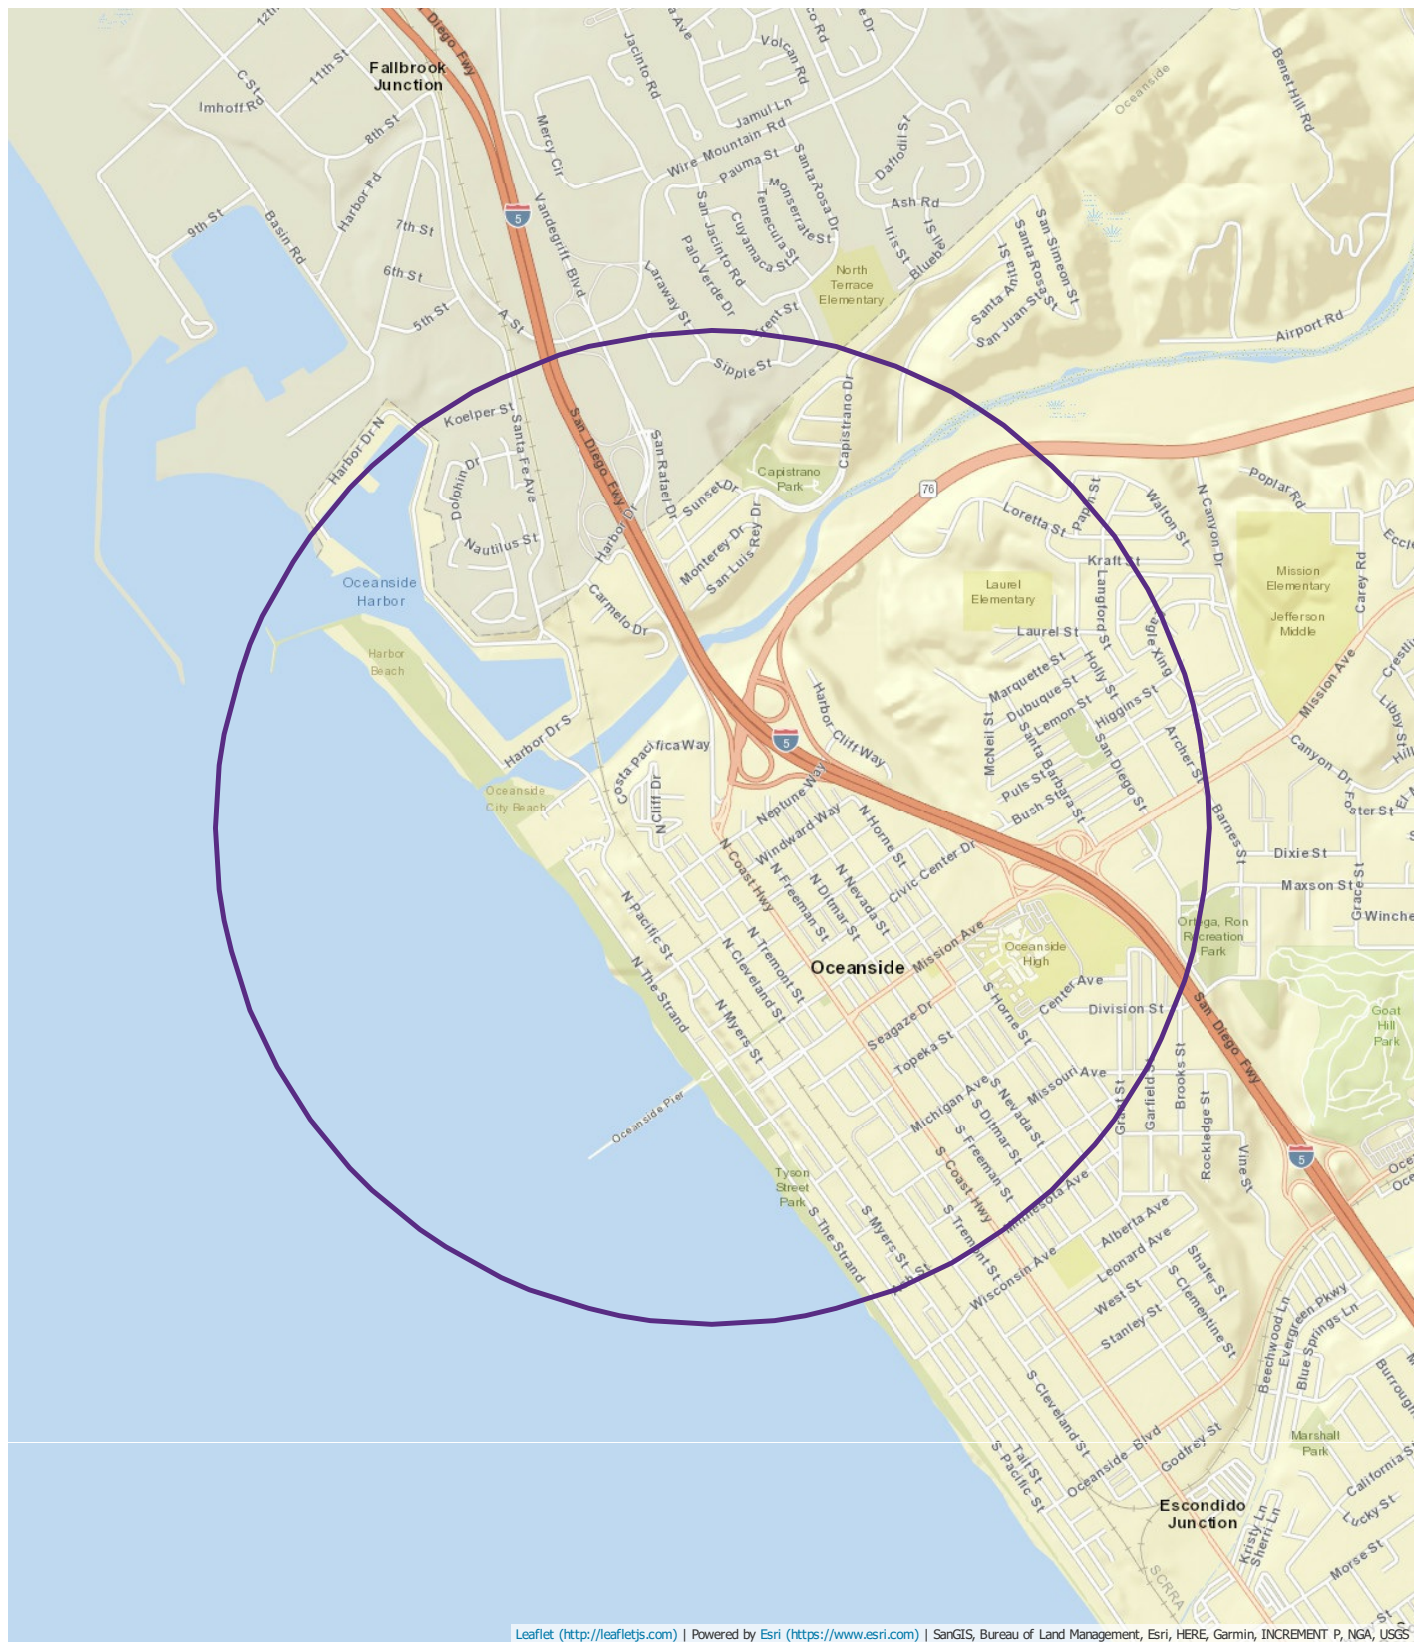 12th
San Diego Fwy
Fallbrook
Junction
11th St
C St
Imhoff Rd
8th St
Jacinto Rd
Volcan Rd
Jamul Ln
Wire Mountain Rd
Pauma St
Mercy Cir
Santa Rosa Dr
Monserrate St
Temecula St
Cuyamaca St
San Jacinto Rd
Palo Verde Dr
Daffodil St
Ash Rd
Iris St
Oceanside
Benet Hill Rd
San Simeon St
Santa Rosa St
Santa Anita St
San Juan St
Airport Rd
9th St
Basin Rd
Harbor Rd
7th St
6th St
5th St
A St
5
Vandegrift Blvd
Laraway St
North
Terrace
Elementary
Sipple St
Koelper St
Santa Fe Ave
Dolphin Dr
Nautilus St
Harbor Dr N
San Diego Fwy
San Rafael Dr
Harbor Dr
Sunset Dr
Monterey Dr
San Luis Rey Dr
Capistrano
Park
Capistrano Dr
76
Loretta St
Papin St
Walton St
N Canyon Dr
Poplar Rd
Kraft St
Langford St
Eagle Xing
Laurel
Elementary
Laurel St
Mission
Elementary
Jefferson
Middle
Carey Rd
Mission Ave
Oceanside
Harbor
Carmelo Dr
Harbor
Beach
Harbor Dr S
Oceanside
City Beach
Costa Pacifica Way
N Cliff Dr
Harbor Cliff Way
5
Marquette St
Dubuque St
Lemon St
Higgins St
Holly St
McNeil St
Santa Barbara St
San Diego St
Archer St
Puls St
Bush St
Barnes St
Canyon Dr
Foster St
Libby St
Dixie St
Maxson St
Grace St
Winche
Neptune Way
Windward Way
N Horne St
N Nevada St
N Ditmar St
N Freeman St
N Coast Hwy
Civic Center Dr
N Pacific St
N The Strand
N Tremont St
N Cleveland St
N Myers St
Oceanside
Mission Ave
Oceanside
High
Ortega, Ron
Recreation
Park
Center Ave
Division St
S Horne St
Seagaze Dr
Topeka St
Michigan Ave
Missouri Ave
S Nevada St
S Ditmar St
S Freeman St
S Coast Hwy
Grant St
Garfield St
Brooks St
Rockledge St
Vine St
San Diego Fwy
Goat
Hill
Park
5
Oceanside Pier
Tyson
Street
Park
S The Strand
S Myers St
Ash St
S Tremont St
Minnesota Ave
Wisconsin Ave
Alberta Ave
Leonard Ave
West St
Stanley St
Shafer St
S Clementine St
Beechwood Ln
Evergreen Pkwy
Blue Springs Ln
S Cleveland St
Tait St
S Pacific St
Oceanside Blvd
Godfrey St
Marshall
Park
California St
Lucky St
Morse St
Escondido
Junction
Kristy Ln
Sherri Ln
SCRRA
Leaflet (http://leafletjs.com) | Powered by Esri (https://www.esri.com) | SanGIS, Bureau of Land Management, Esri, HERE, Garmin, INCREMENT P, NGA, USGS